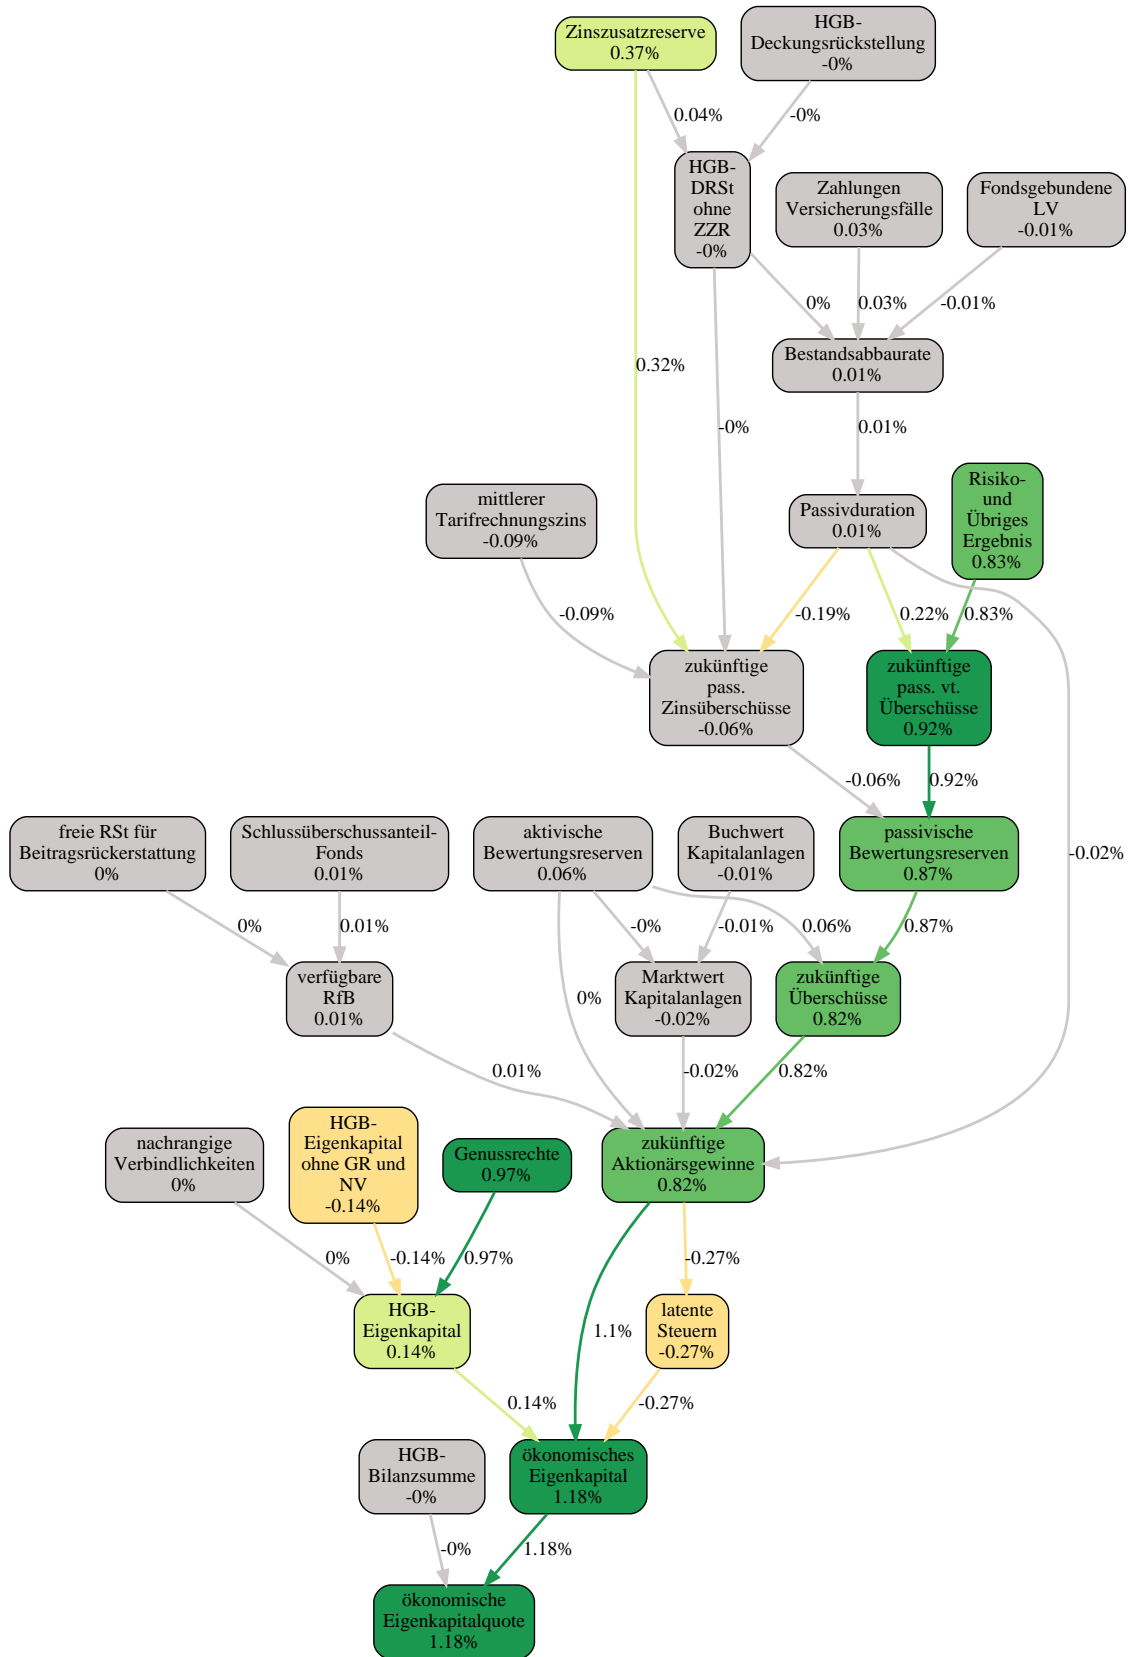 Zinszusatzreserve
0.37%
HGB-
Deckungsrückstellung
-0%
0.04%
-0%
HGB-
DRSt
ohne
ZZR
-0%
Zahlungen
Versicherungsfälle
0.03%
Fondsgebundene
LV
-0.01%
0%
0.03%
-0.01%
0.32%
Bestandsabbaurate
0.01%
-0%
0.01%
mittlerer
Tarifrechnungszins
-0.09%
Passivduration
0.01%
Risiko-
und
Übriges
Ergebnis
0.83%
-0.09%
-0.19%
0.22%
0.83%
zukünftige
pass.
Zinsüberschüsse
-0.06%
zukünftige
pass. vt.
Überschüsse
0.92%
-0.06%
0.92%
freie RSt für
Beitragsrückerstattung
0%
Schlussüberschussanteil-
Fonds
0.01%
aktivische
Bewertungsreserven
0.06%
Buchwert
Kapitalanlagen
-0.01%
passivische
Bewertungsreserven
0.87%
-0.02%
0%
0.01%
-0%
-0.01%
0.06%
0.87%
verfügbare
RfB
0.01%
0%
Marktwert
Kapitalanlagen
-0.02%
zukünftige
Überschüsse
0.82%
0.01%
-0.02%
0.82%
nachrangige
Verbindlichkeiten
0%
HGB-
Eigenkapital
ohne GR und
NV
-0.14%
Genussrechte
0.97%
zukünftige
Aktionärsgewinne
0.82%
0%
-0.14%
0.97%
-0.27%
HGB-
Eigenkapital
0.14%
1.1%
latente
Steuern
-0.27%
0.14%
-0.27%
HGB-
Bilanzsumme
-0%
ökonomisches
Eigenkapital
1.18%
-0%
1.18%
ökonomische
Eigenkapitalquote
1.18%